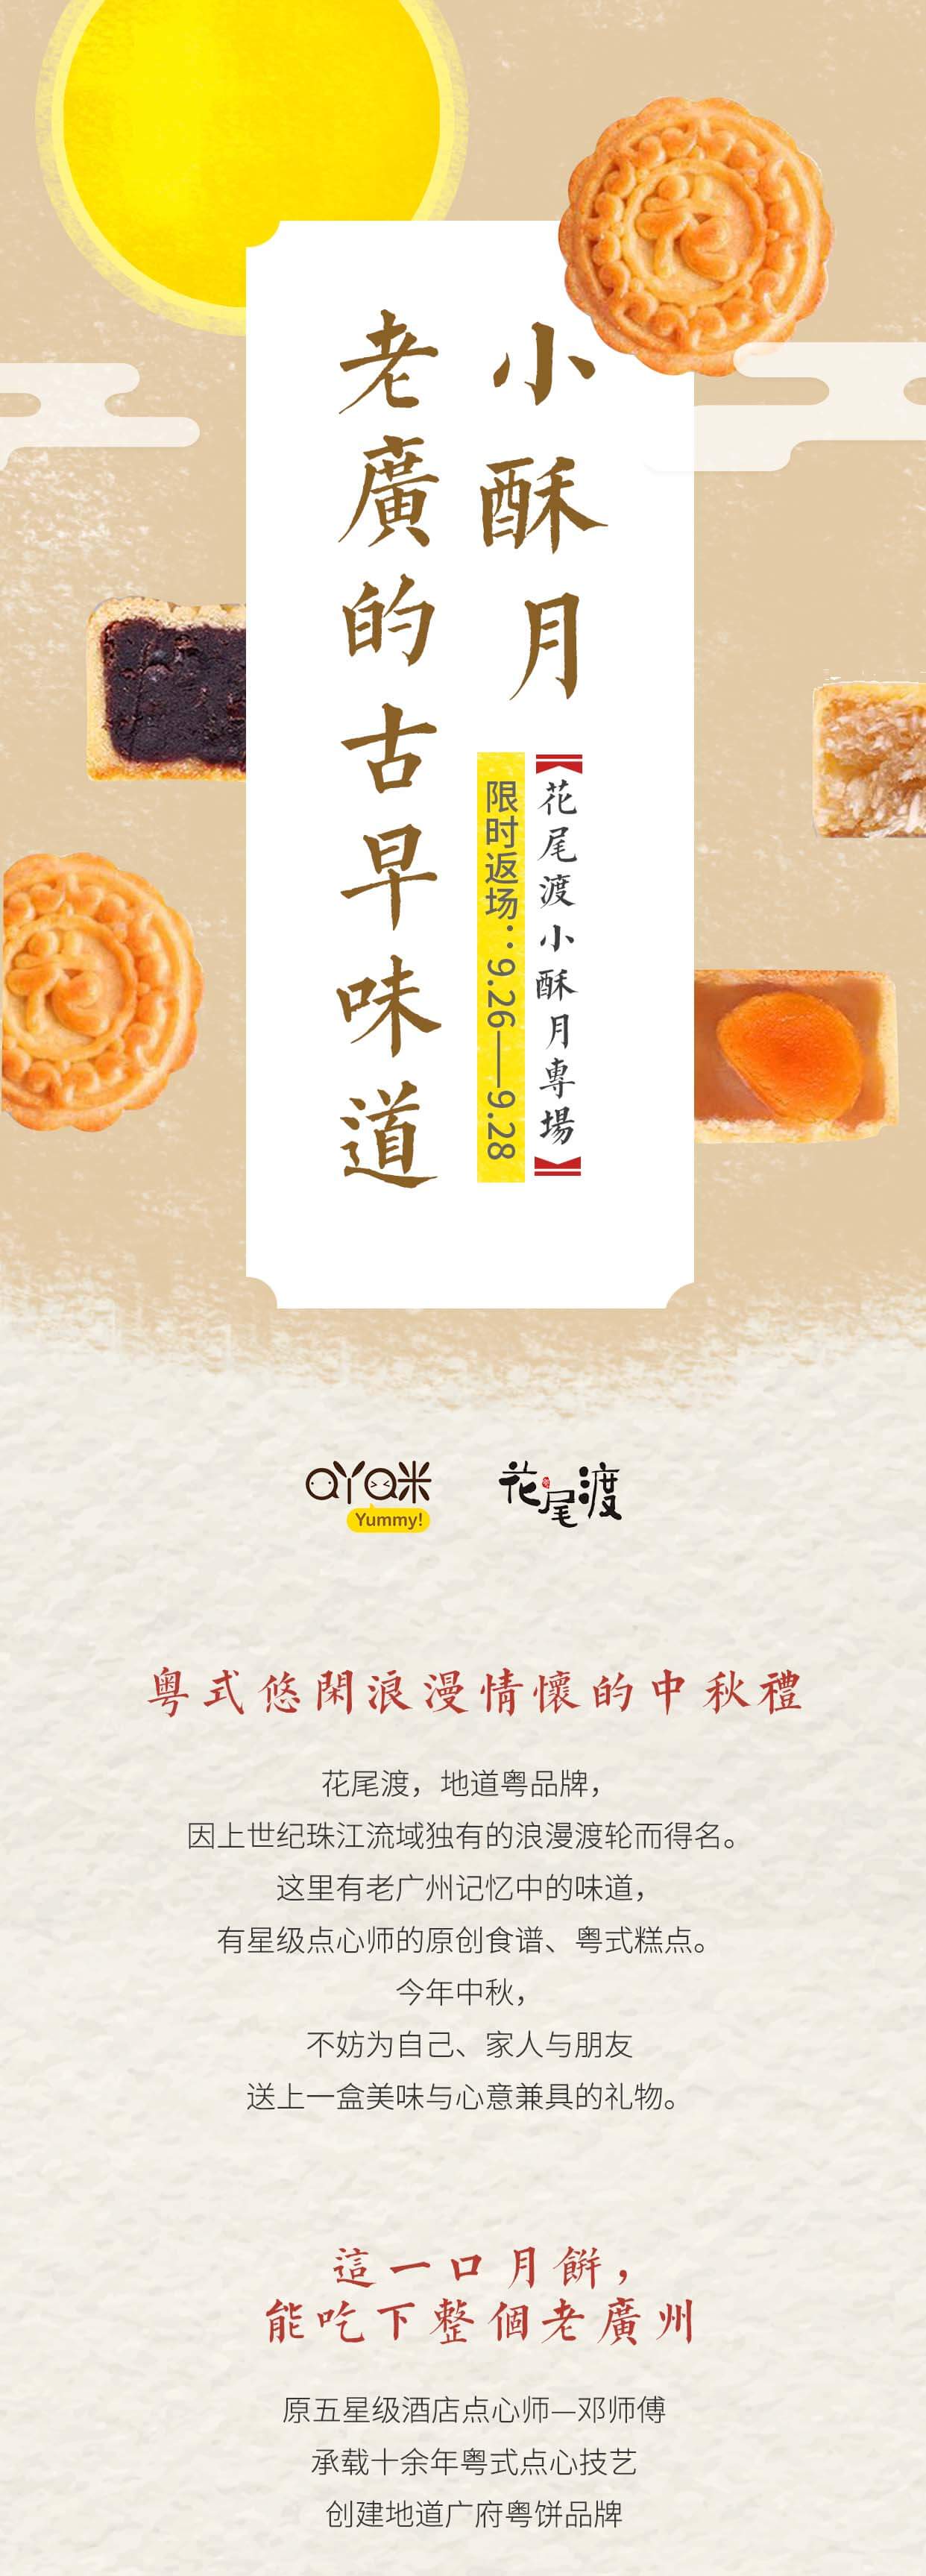 小酥月
老廣的古早味道
花尾渡小酥月專場
限时返场：9.26——9.28
吖咪
Yummy!
花尾渡
粤式悠閑浪漫情懷的中秋禮
花尾渡，地道粤品牌，
因上世纪珠江流域独有的浪漫渡轮而得名。
这里有老广州记忆中的味道，
有星级点心师的原创食谱、粤式糕点。
今年中秋，
不妨为自己、家人与朋友
送上一盒美味与心意兼具的礼物。
這一口月餅，
能吃下整個老廣州
原五星级酒店点心师—邓师傅
承载十余年粤式点心技艺
创建地道广府粤饼品牌